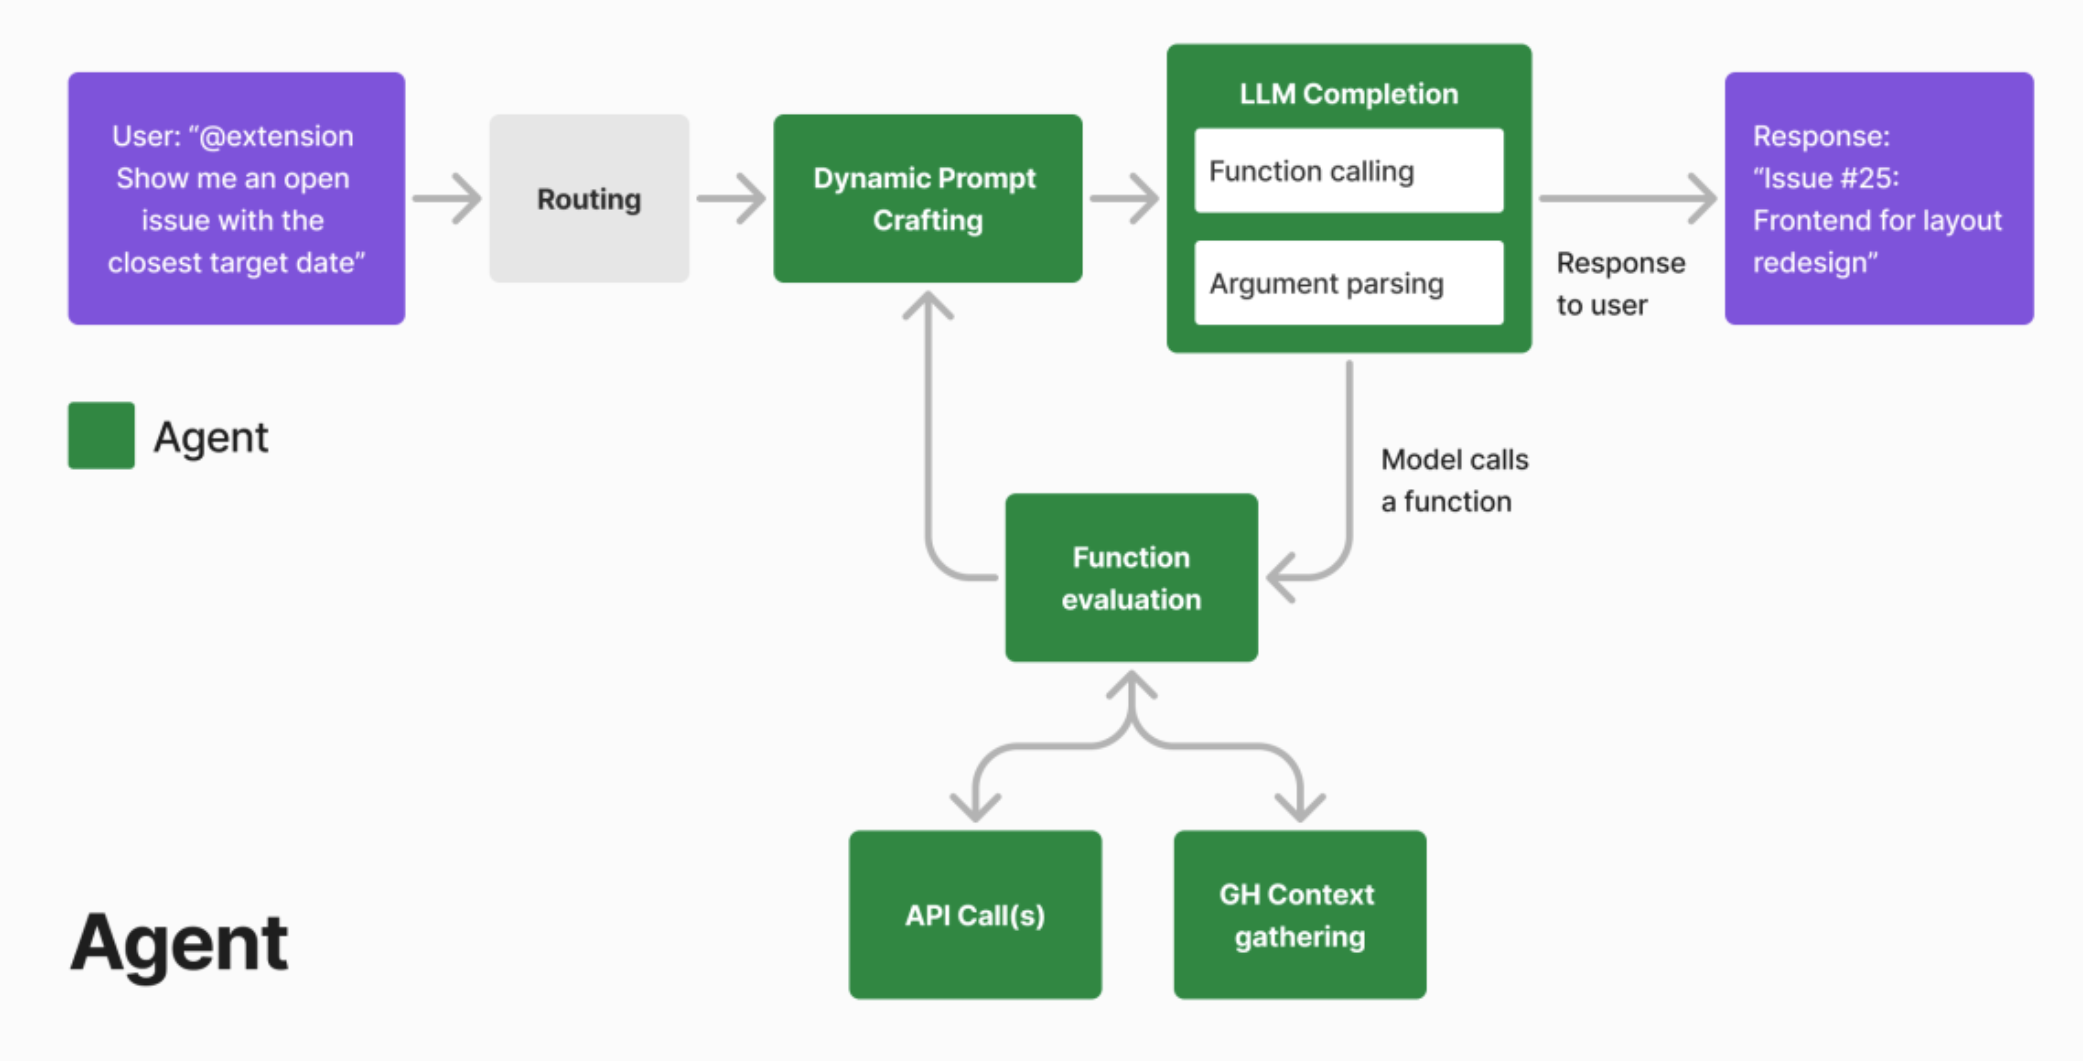 User: “@extension
Show me an open
issue with the
closest target date”
Routing
Dynamic Prompt
Crafting
LLM Completion
Function calling
Argument parsing
Response
to user
Response:
“Issue #25:
Frontend for layout
redesign”
Agent
Model calls
a function
Function
evaluation
API Call(s)
GH Context
gathering
Agent